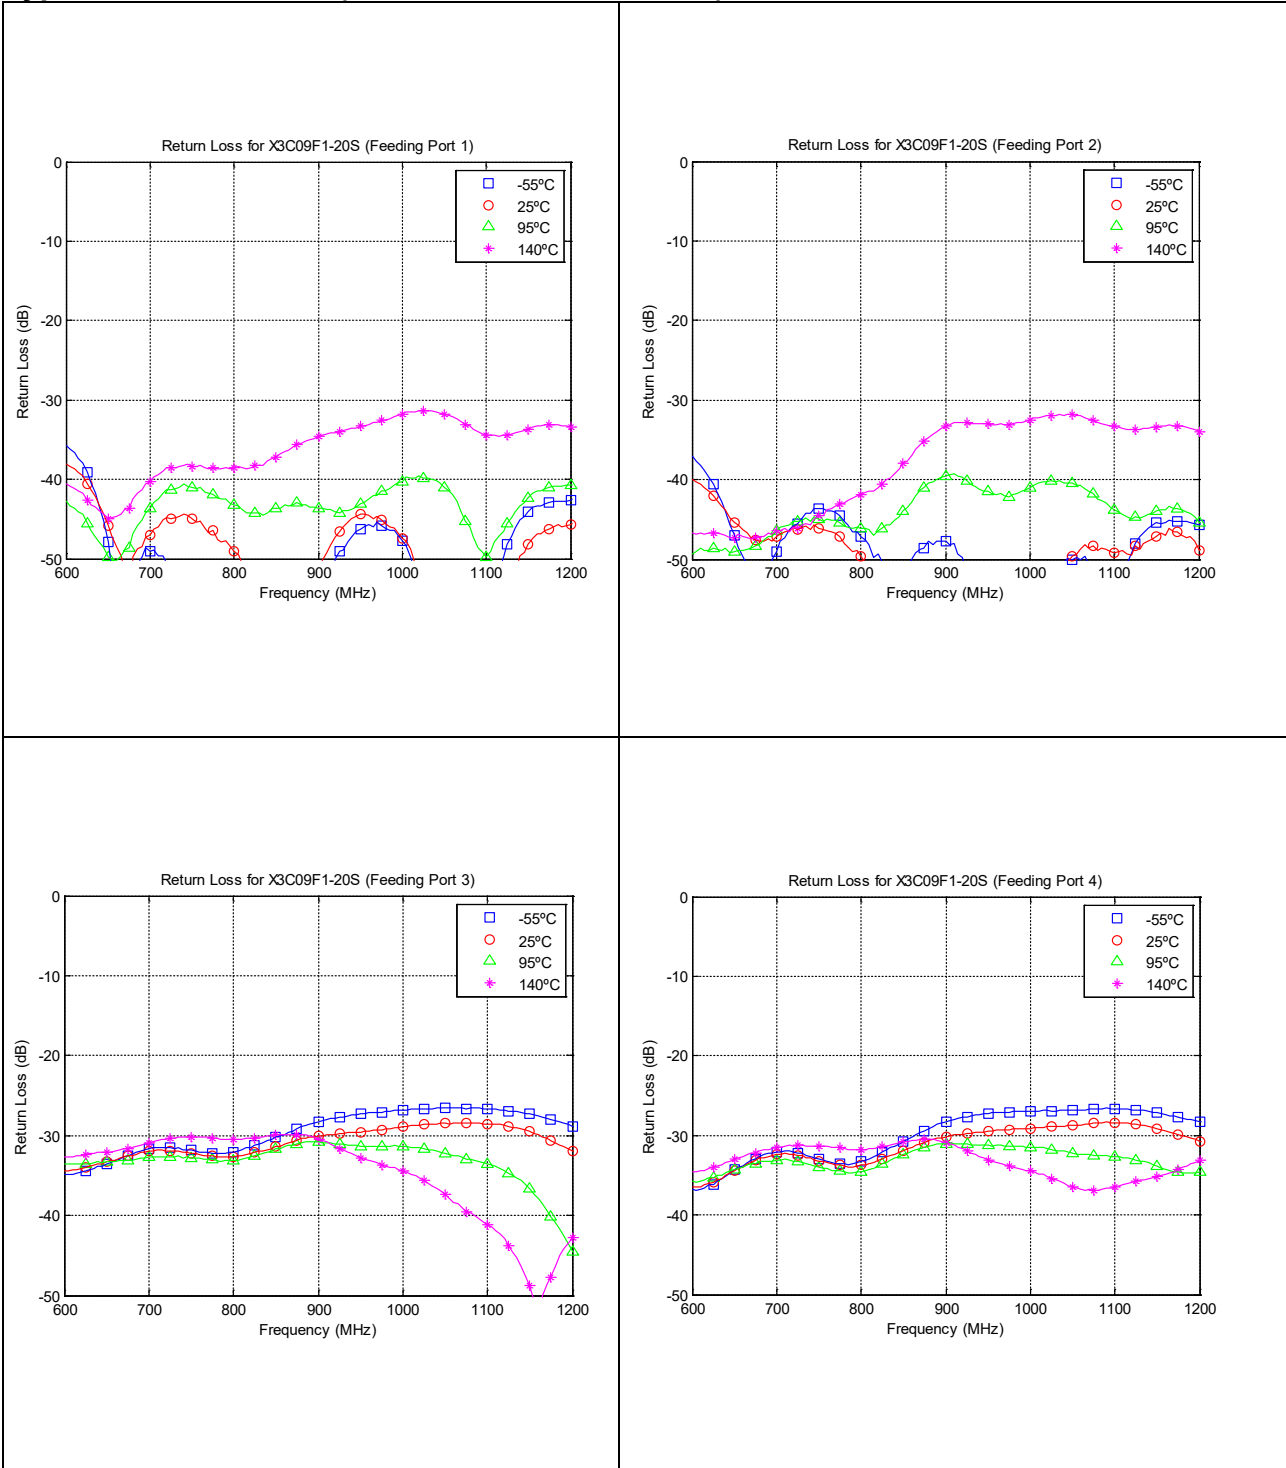 Return Loss for X3C09F1-20S (Feeding Port 1)
0
-10
-20
-30
-40
-50
Return Loss (dB)
-55ºC
25ºC
95ºC
140ºC
600 700 800 900 1000 1100 1200
Frequency (MHz)
Return Loss for X3C09F1-20S (Feeding Port 2)
0
-10
-20
-30
-40
-50
Return Loss (dB)
-55ºC
25ºC
95ºC
140ºC
600 700 800 900 1000 1100 1200
Frequency (MHz)
Return Loss for X3C09F1-20S (Feeding Port 3)
0
-10
-20
-30
-40
-50
Return Loss (dB)
-55ºC
25ºC
95ºC
140ºC
600 700 800 900 1000 1100 1200
Frequency (MHz)
Return Loss for X3C09F1-20S (Feeding Port 4)
0
-10
-20
-30
-40
-50
Return Loss (dB)
-55ºC
25ºC
95ºC
140ºC
600 700 800 900 1000 1100 1200
Frequency (MHz)